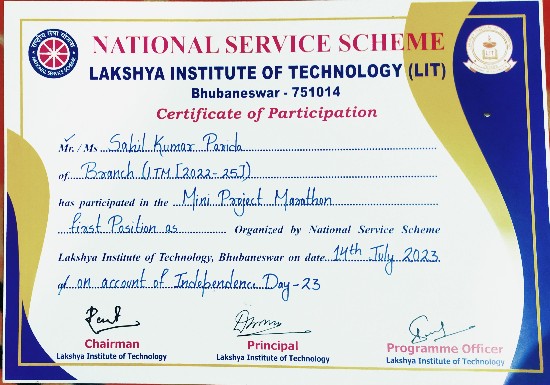 NATIONAL SERVICE SCHEME
LAKSHYA INSTITUTE OF TECHNOLOGY (LIT)
Bhubaneswar - 751014
Certificate of Participation
Mr. / Ms. Sahil Kumar Parida
of Branch (ITM [2022-25])
has participated in the Mini Project Marathon
first Position as Organized by National Service Scheme
Lakshya Institute of Technology, Bhubaneswar on date 14th July 2023
on account of Independence Day-23
Chairman
Lakshya Institute of Technology
Principal
Lakshya Institute of Technology
Programme Officer
Lakshya Institute of Technology